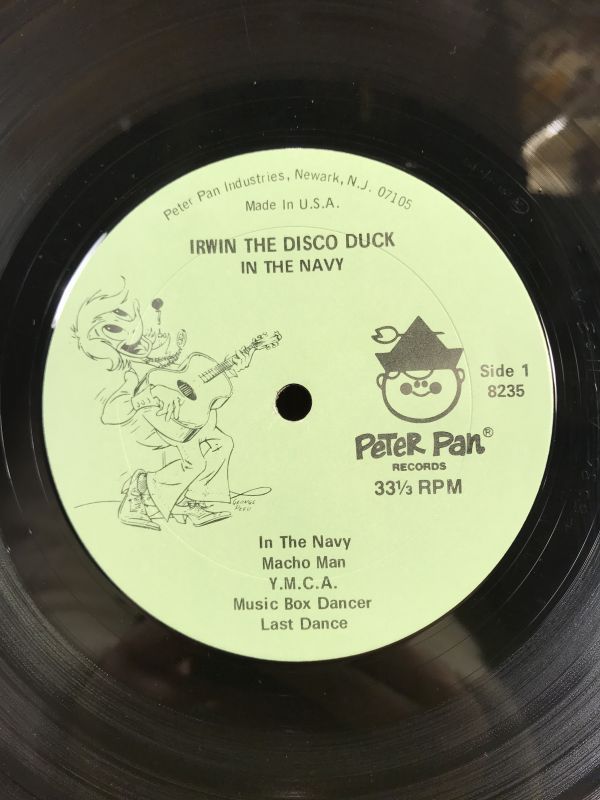 Peter Pan Industries, Newark, N.J. 07105
Made In U.S.A.
IRWIN THE DISCO DUCK
IN THE NAVY
Side 1
8235
PETER PAN®
RECORDS
33⅓ RPM
In The Navy
Macho Man
Y.M.C.A.
Music Box Dancer
Last Dance